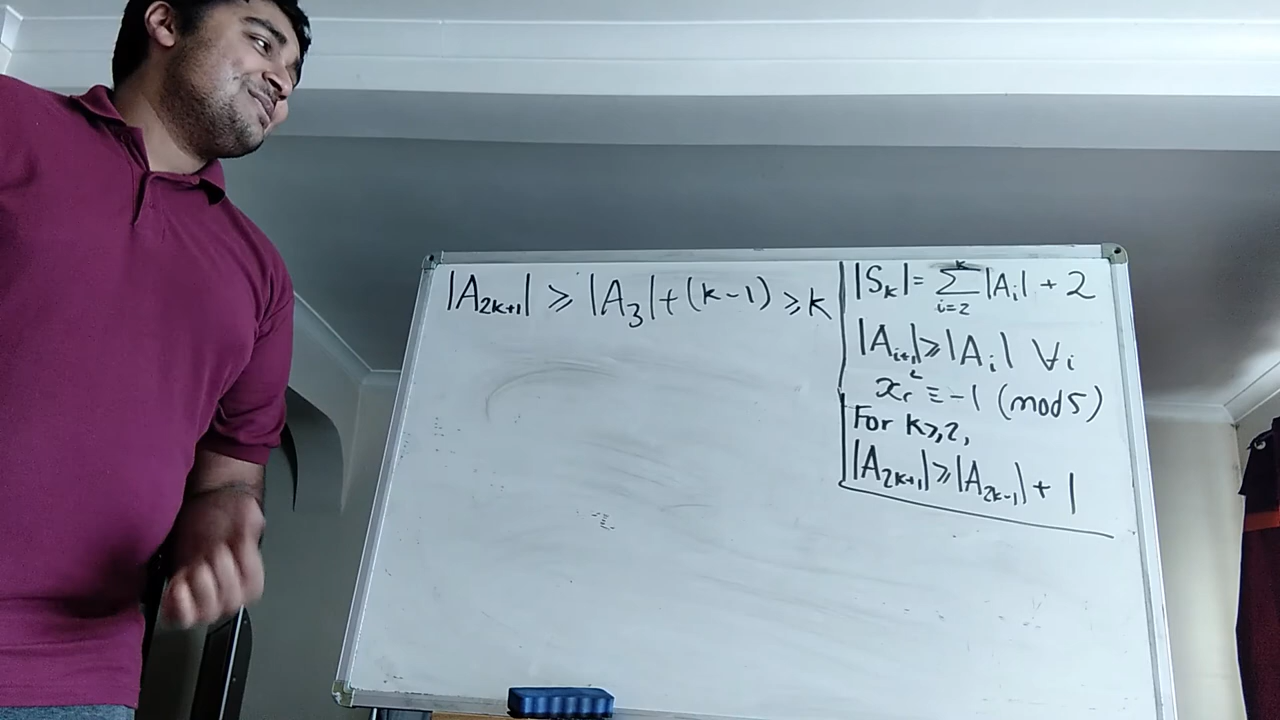 |A₂ₖ₊₁| ⩾ |A₃| + (k-1) ⩾ k
|Sₖ| = ∑ᵢ₌₂ᵏ |Aᵢ| + 2
|Aᵢ₊₁| ⩾ |Aᵢ| ∀i
xᵣ² ≡ -1 (mod 5)
For k ⩾ 2,
|A₂ₖ₊₁| ⩾ |A₂ₖ₋₁| + 1